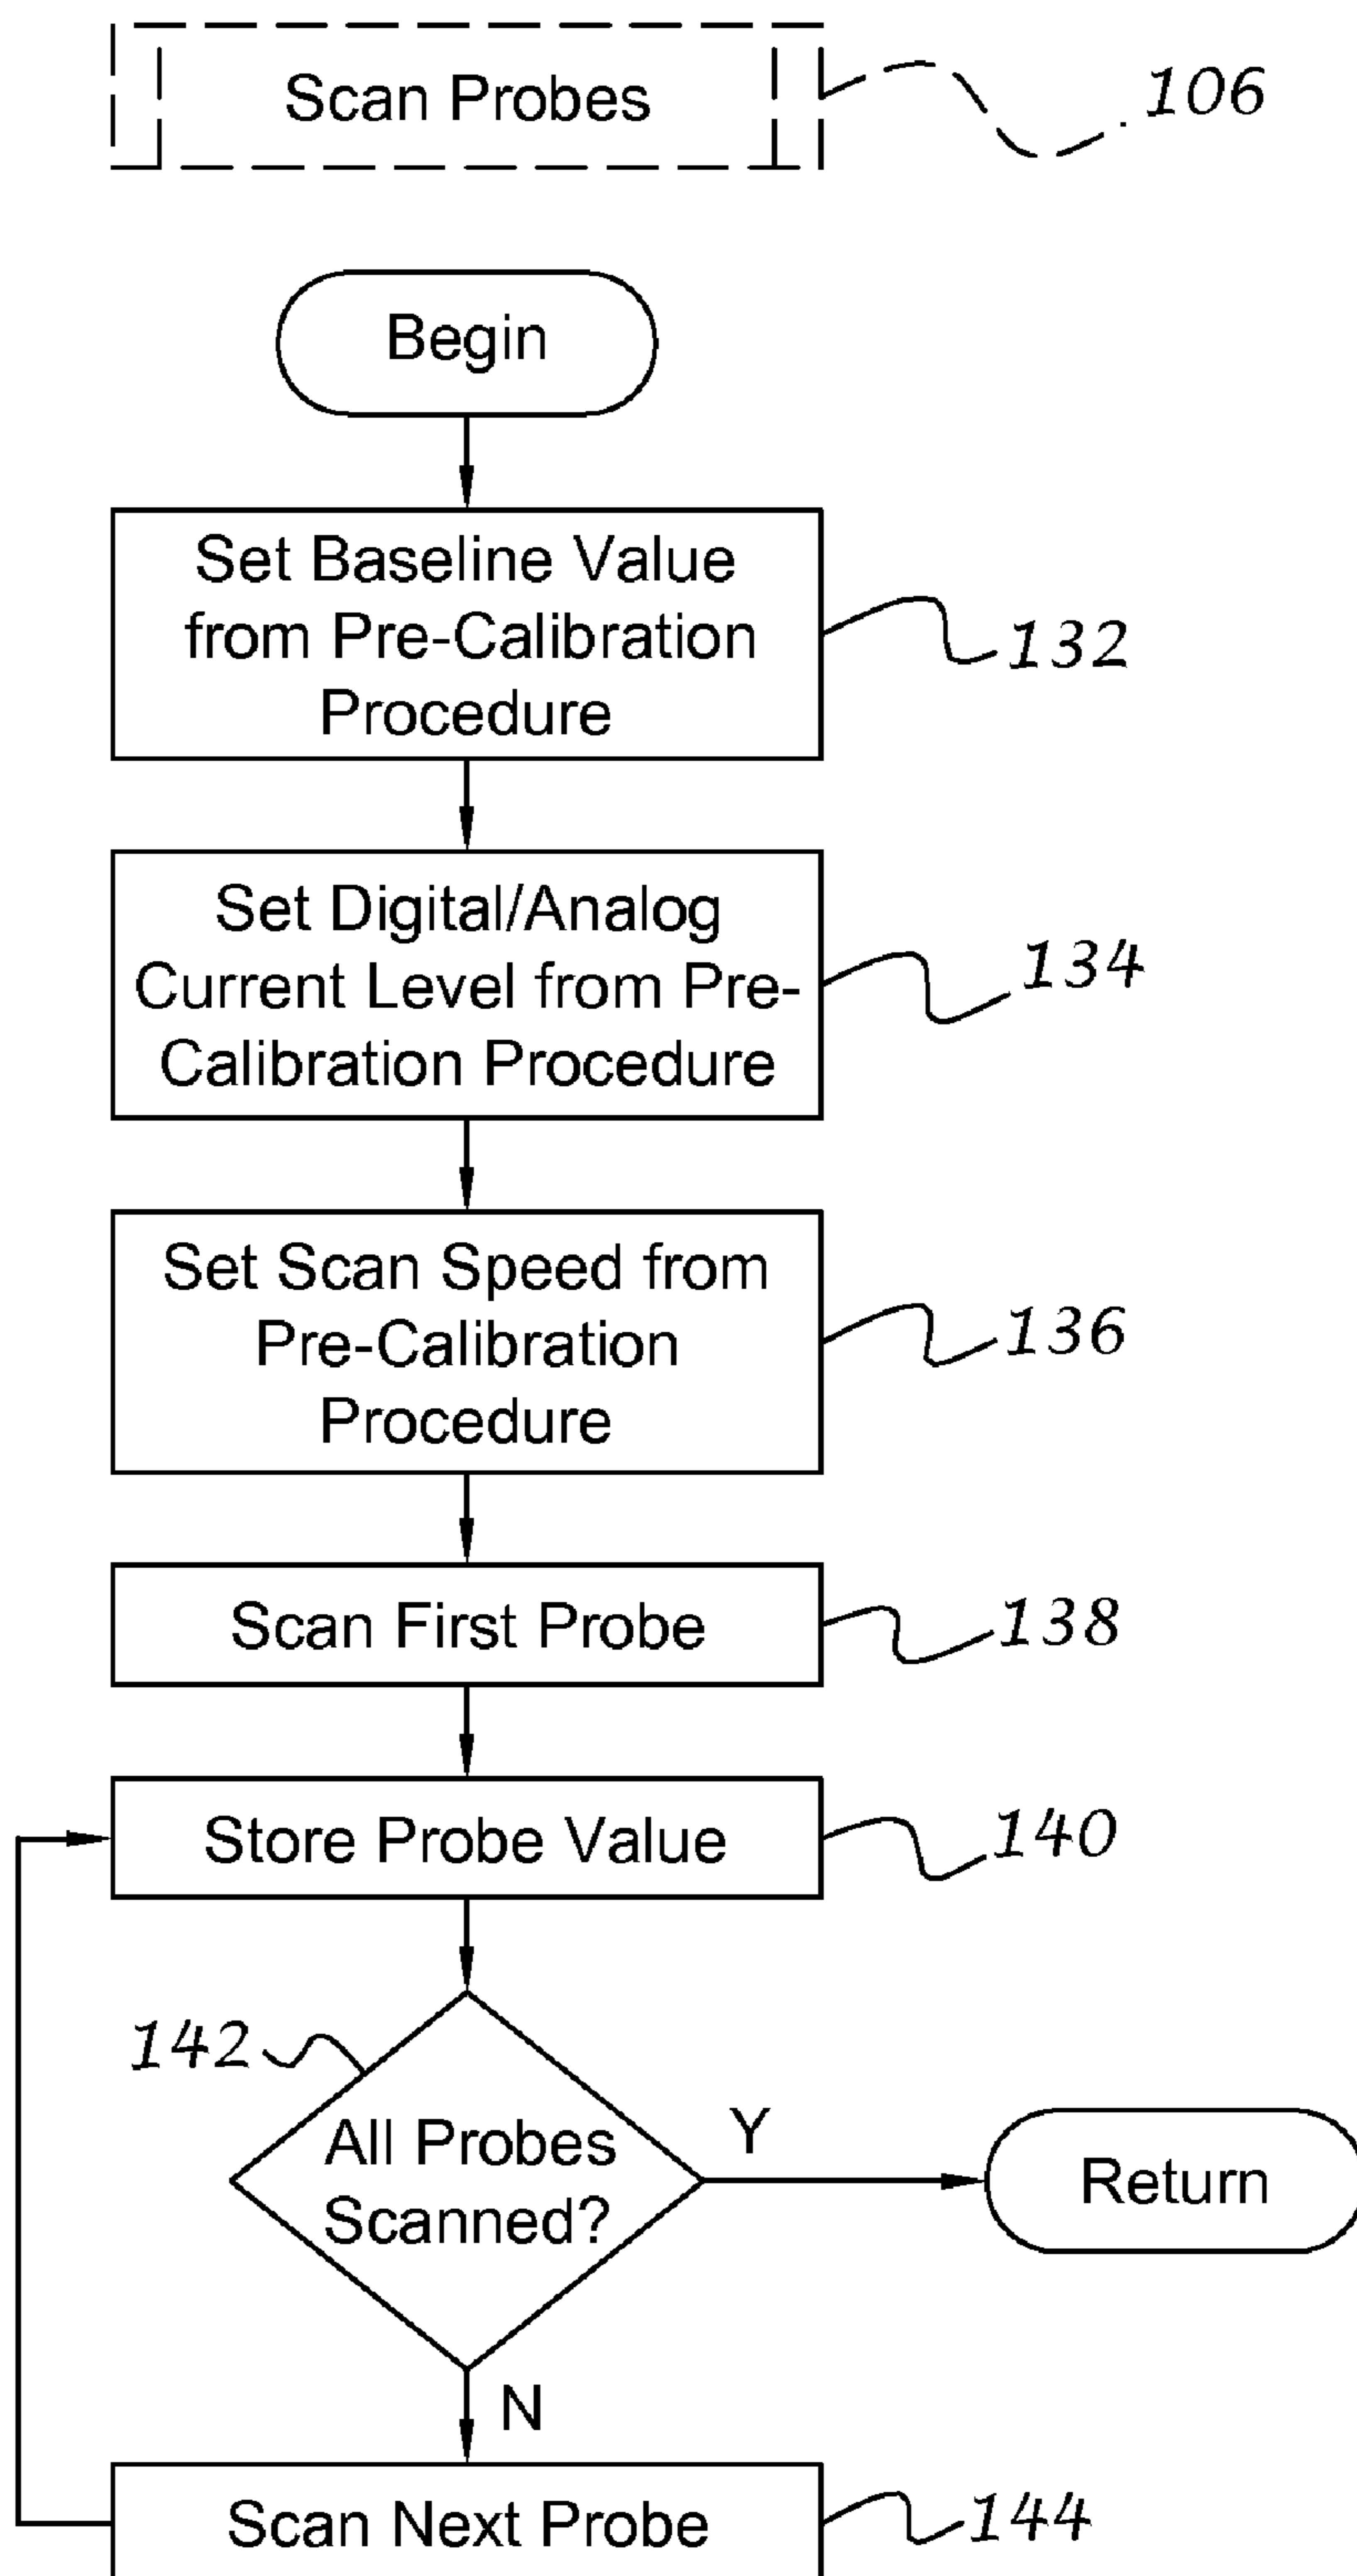 Scan Probes
106
Begin
Set Baseline Value
from Pre-Calibration
Procedure
132
Set Digital/Analog
Current Level from Pre-
Calibration Procedure
134
Set Scan Speed from
Pre-Calibration
Procedure
136
Scan First Probe
138
Store Probe Value
140
142
All Probes
Scanned?
Y
Return
N
Scan Next Probe
144